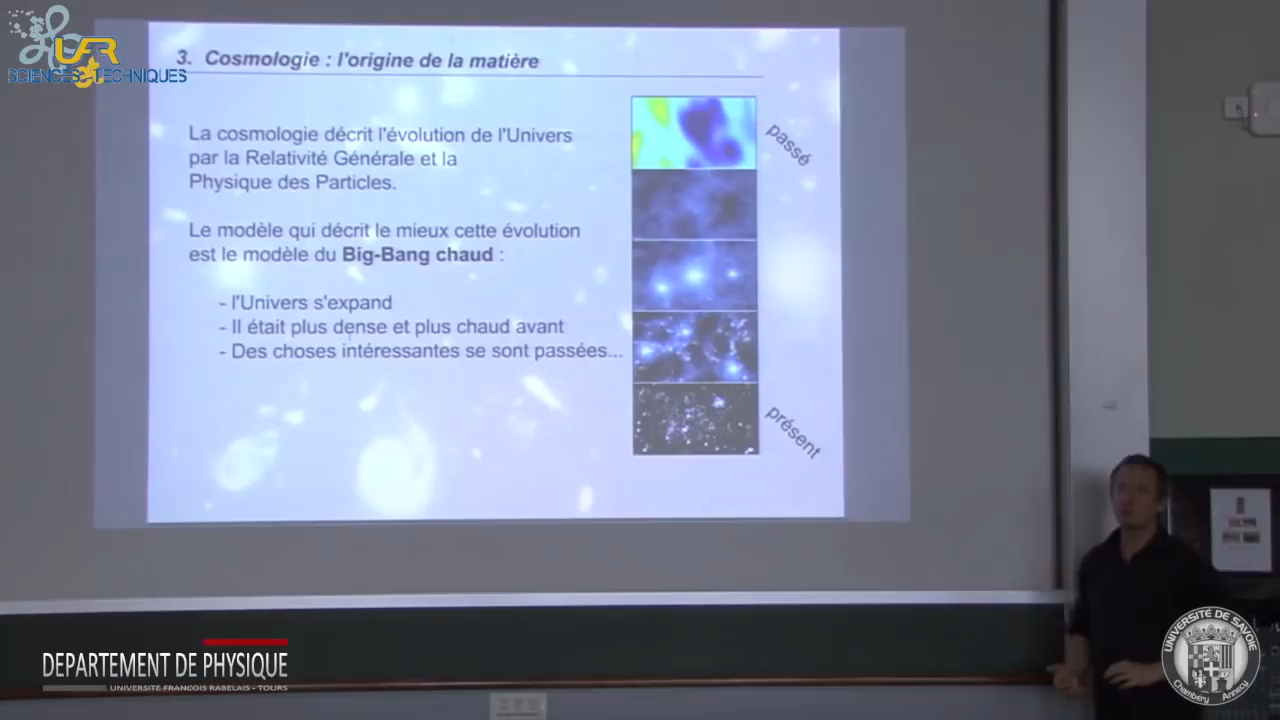 UFR
et
SCIENCES TECHNIQUES
3. Cosmologie : l'origine de la matière
La cosmologie décrit l'évolution de l'Univers
par la Relativité Générale et la
Physique des Particles.
Le modèle qui décrit le mieux cette évolution
est le modèle du Big-Bang chaud :
- l'Univers s'expand
- Il était plus dense et plus chaud avant
- Des choses intéressantes se sont passées...
passé
présent
DEPARTEMENT DE PHYSIQUE
UNIVERSITÉ FRANÇOIS RABELAIS - TOURS
UNIVERSITÉ DE SAVOIE
Chambéry Annecy